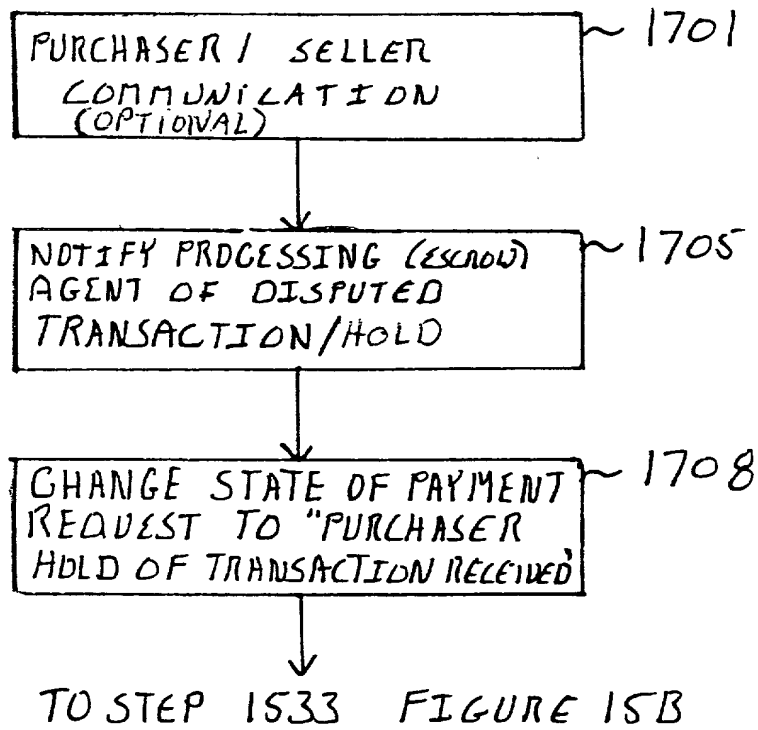 PURCHASER / SELLER
COMMUNICATION
(OPTIONAL)
1701
NOTIFY PROCESSING (ESCROW)
AGENT OF DISPUTED
TRANSACTION/HOLD
1705
CHANGE STATE OF PAYMENT
REQUEST TO "PURCHASER
HOLD OF TRANSACTION RECEIVED"
1708
TO STEP 1533 FIGURE 15B